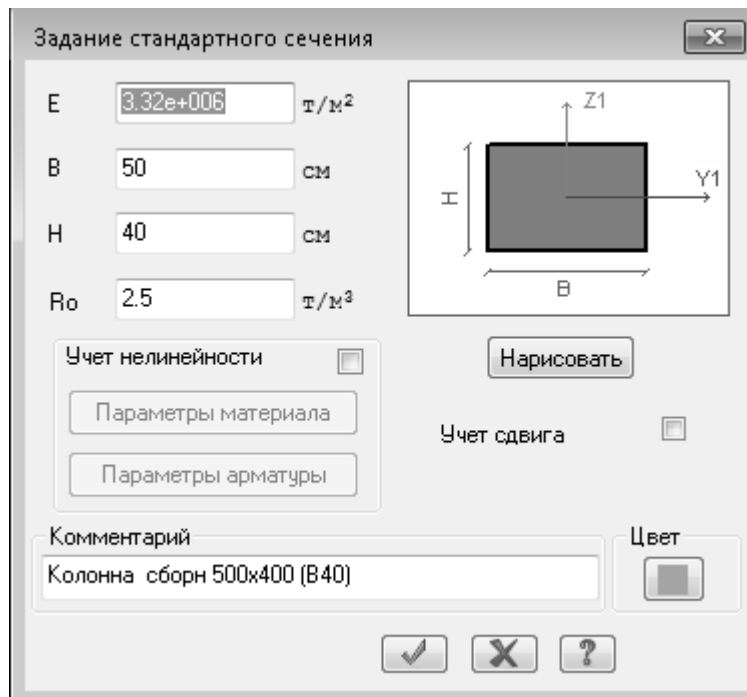 Задание стандартного сечения
E 3.32e+006 т/м²
B 50 см
H 40 см
Ro 2.5 т/м³
Z1
Y1
H
B
Учет нелинейности
Параметры материала
Параметры арматуры
Нарисовать
Учет сдвига
Комментарий
Колонна сборн 500x400 (B40)
Цвет
?